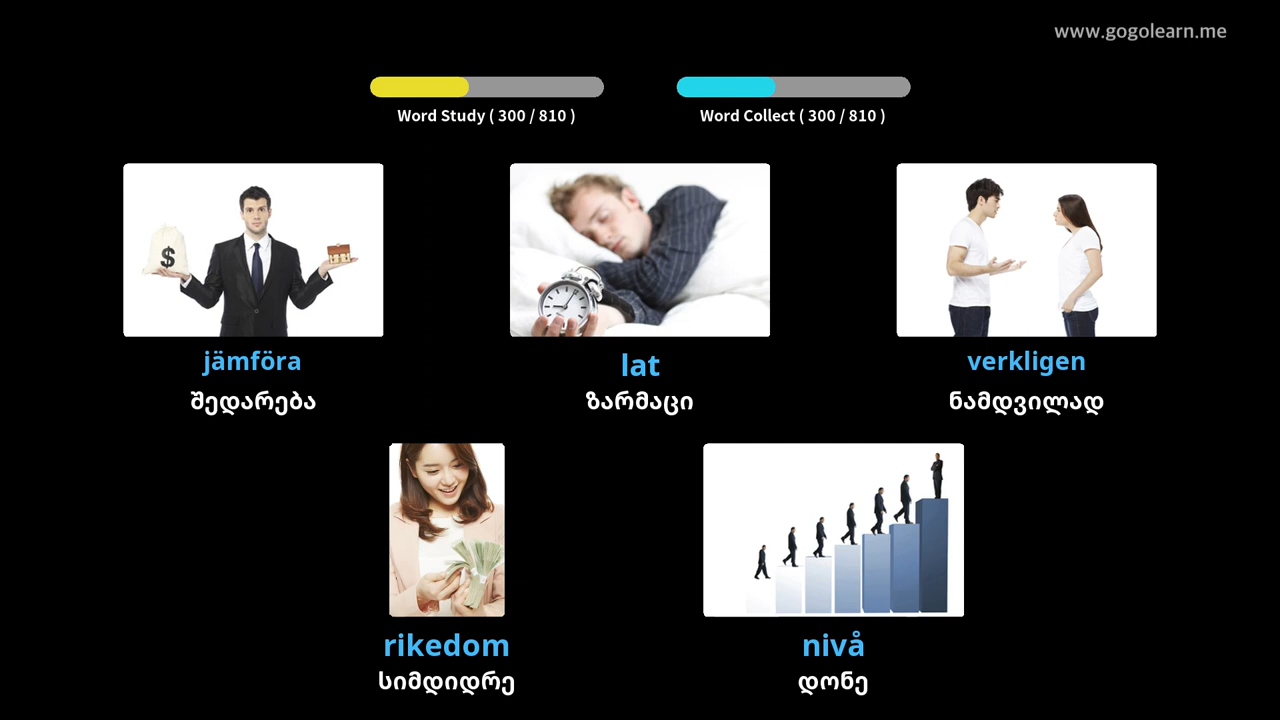 www.gogolearn.me
Word Study ( 300 / 810 )
Word Collect ( 300 / 810 )
$
jämföra
შედარება
lat
ზარმაცი
verkligen
ნამდვილად
rikedom
სიმდიდრე
nivå
დონე